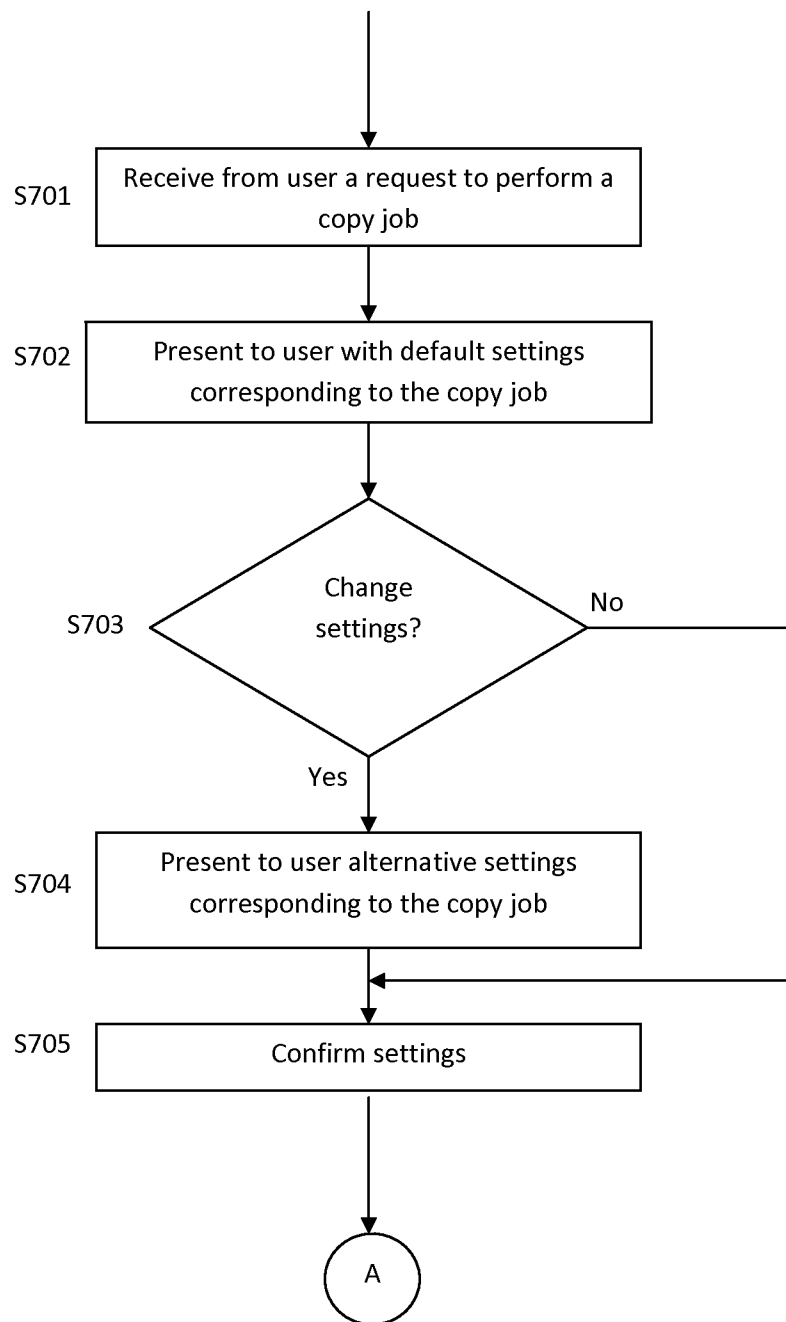 S701
Receive from user a request to perform a
copy job
S702
Present to user with default settings
corresponding to the copy job
S703
Change
settings?
No
Yes
S704
Present to user alternative settings
corresponding to the copy job
S705
Confirm settings
A